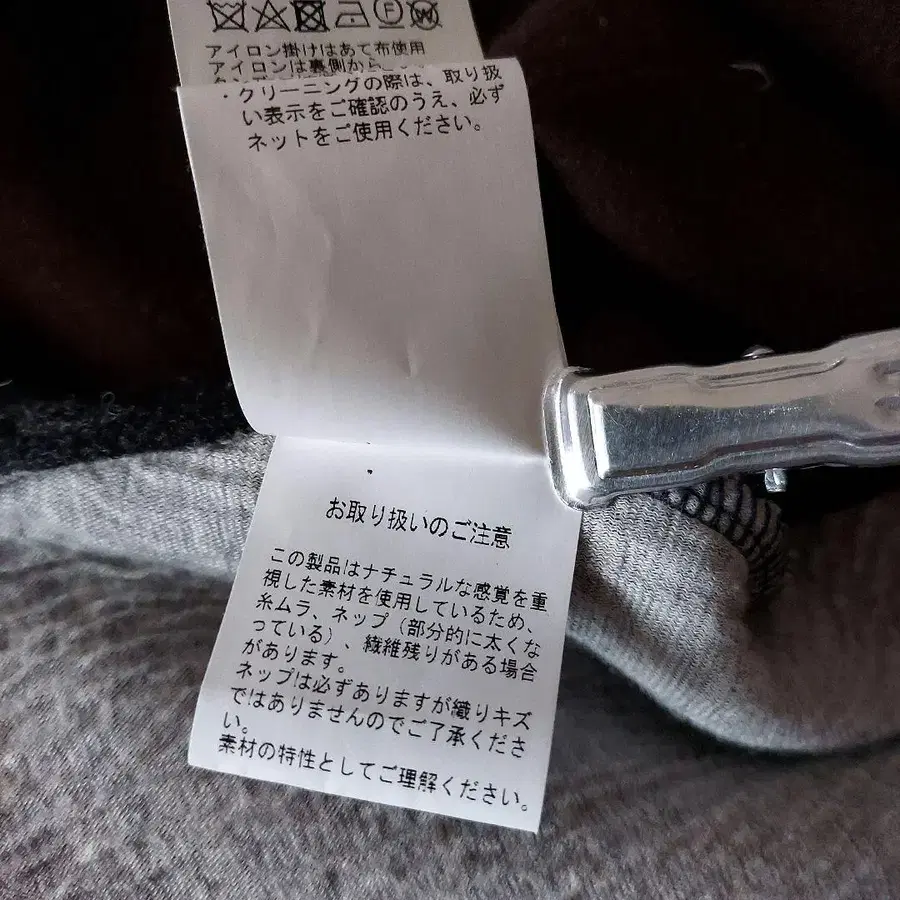 アイロン掛けはあて布使用
アイロンは裏側から
・クリーニングの際は、取り扱
い表示をご確認のうえ、必ず
ネットをご使用ください。
お取り扱いのご注意
この製品はナチュラルな感覚を重
視した素材を使用しているため、
糸ムラ、ネップ（部分的に太くな
っている）、繊維残りがある場合
があります。
ネップは必ずありますが織りキズ
ではありませんのでご了承くださ
い。
素材の特性としてご理解ください。